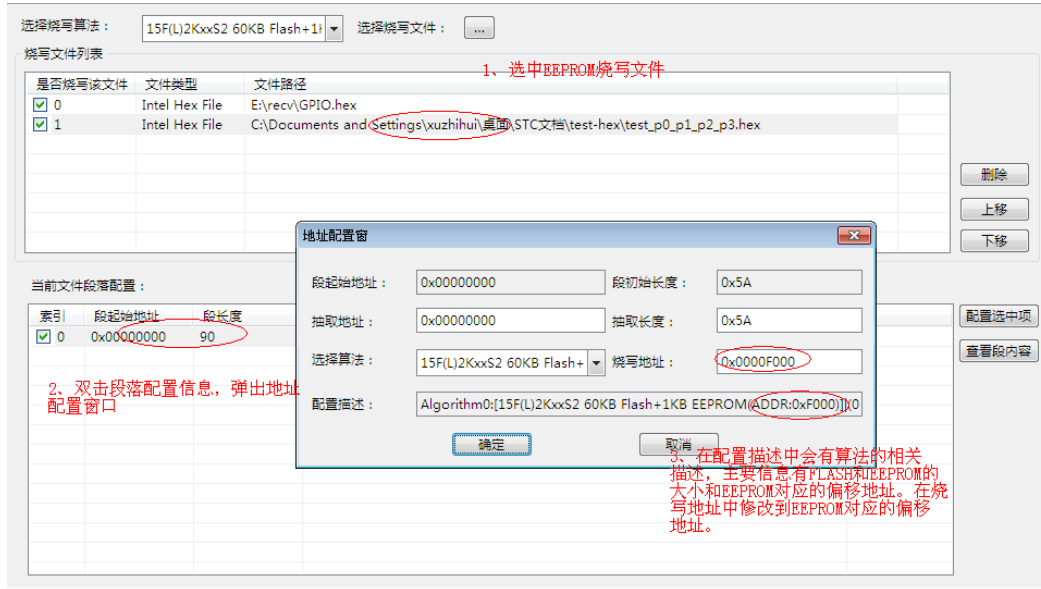 选择烧写算法： 15F(L)2KxxS2 60KB Flash+1K 选择烧写文件： ...
烧写文件列表
1、选中EEPROM烧写文件
是否烧写该文件 文件类型 文件路径
0 Intel Hex File E:\recv\GPIO.hex
1 Intel Hex File C:\Documents and Settings\xuzhihui\桌面\STC文档\test-hex\test_p0_p1_p2_p3.hex
删除
上移
下移
地址配置窗
段起始地址： 0x00000000 段初始长度： 0x5A
抽取地址： 0x00000000 抽取长度： 0x5A
选择算法： 15F(L)2KxxS2 60KB Flash+ 烧写地址： 0x0000F000
配置描述： Algorithm0:[15F(L)2KxxS2 60KB Flash+1KB EEPROM(ADDR:0xF000)](0
确定 取消
当前文件段落配置：
索引 段起始地址 段长度
0 0x00000000 90
配置选中项
查看段内容
2、双击段落配置信息，弹出地址
配置窗口
3、在配置描述中会有算法的相关
描述，主要信息有FLASH和EEPROM的
大小和EEPROM对应的偏移地址。在烧
写地址中修改到EEPROM对应的偏移
地址。